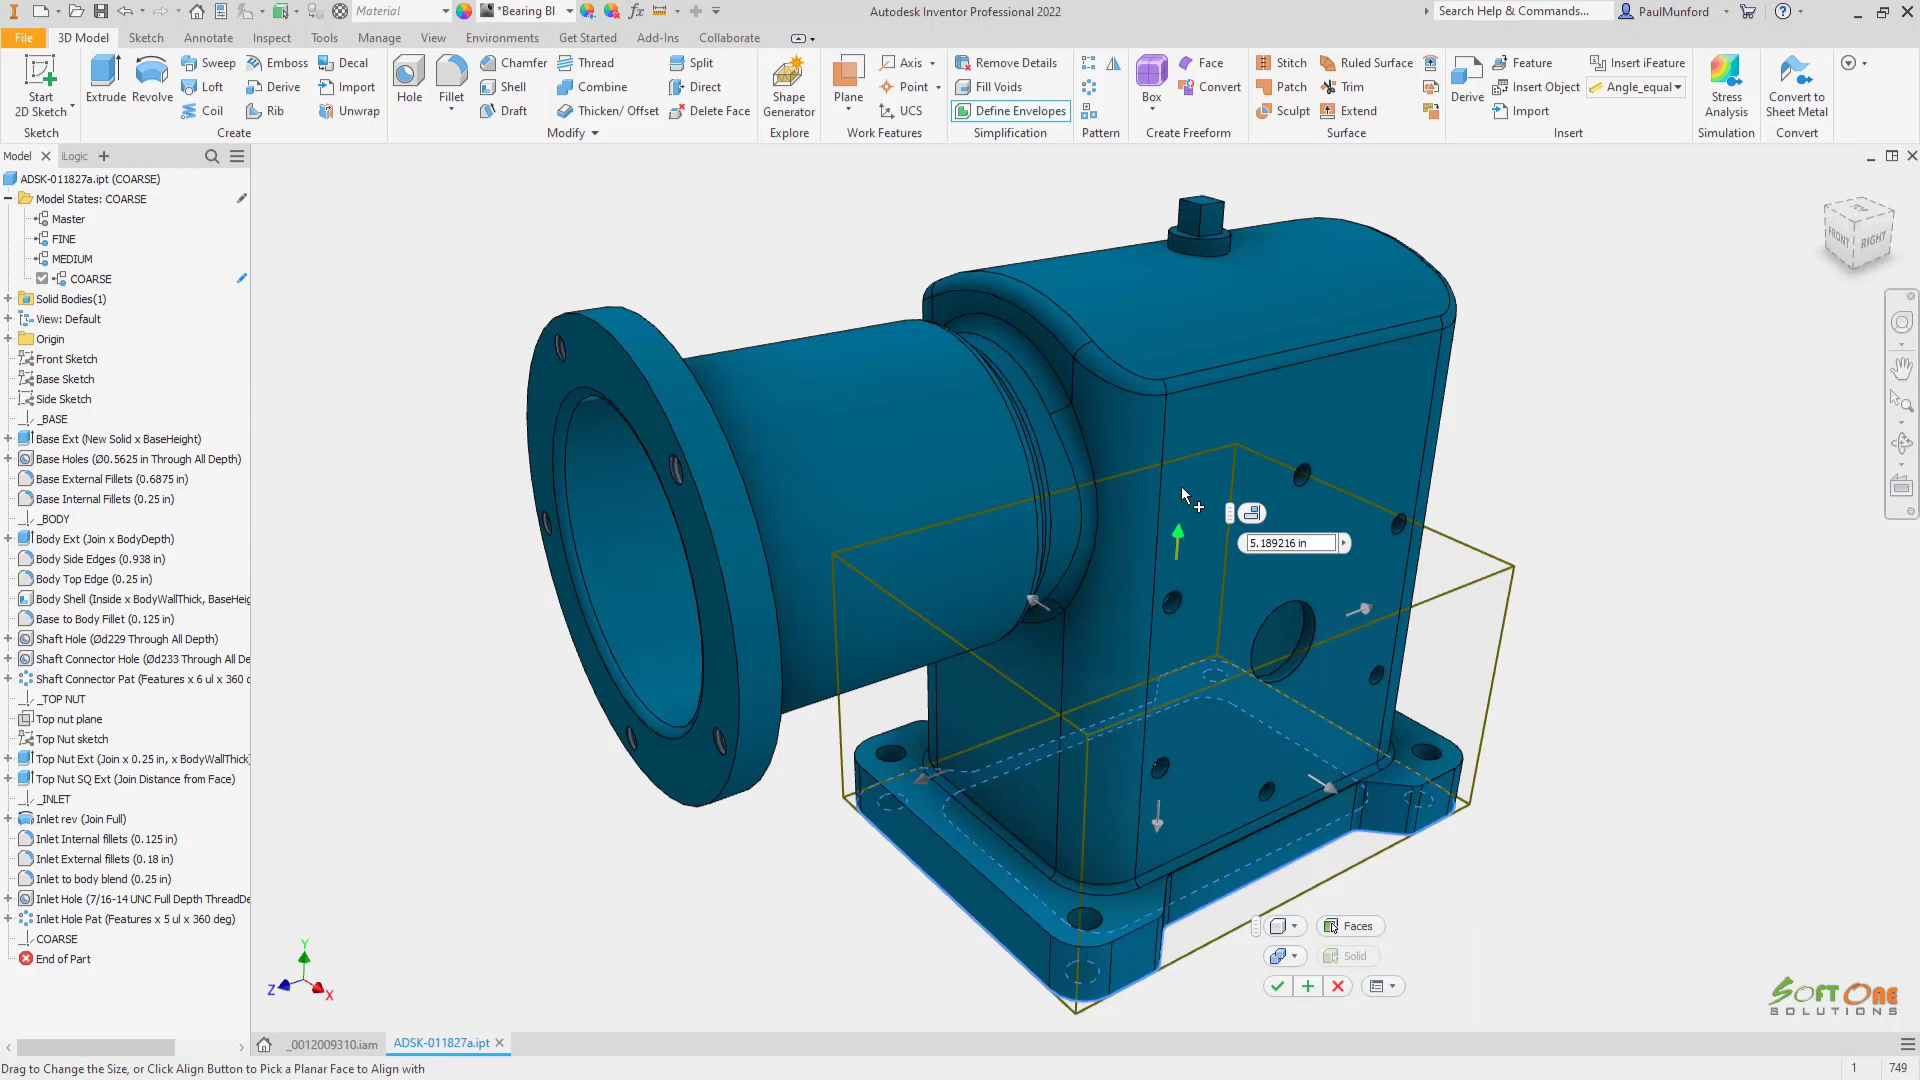 Material
*Bearing Bl
Autodesk Inventor Professional 2022
Search Help & Commands...
PaulMunford
File
3D Model
Sketch
Annotate
Inspect
Tools
Manage
View
Environments
Get Started
Add-Ins
Collaborate
Start
2D Sketch
Sketch
Extrude
Revolve
Sweep
Loft
Coil
Emboss
Derive
Rib
Decal
Import
Unwrap
Create
Hole
Fillet
Chamfer
Shell
Draft
Thread
Combine
Thicken/ Offset
Split
Direct
Delete Face
Modify
Shape
Generator
Explore
Plane
Axis
Point
UCS
Work Features
Remove Details
Fill Voids
Define Envelopes
Simplification
Pattern
Box
Face
Convert
Create Freeform
Stitch
Patch
Sculpt
Ruled Surface
Trim
Extend
Surface
Derive
Feature
Insert Object
Import
Insert iFeature
Angle_equal
Insert
Stress
Analysis
Simulation
Convert to
Sheet Metal
Convert
Model
iLogic
ADSK-011827a.ipt (COARSE)
Model States: COARSE
Master
FINE
MEDIUM
COARSE
Solid Bodies(1)
View: Default
Origin
Front Sketch
Base Sketch
Side Sketch
_BASE
Base Ext (New Solid x BaseHeight)
Base Holes (Ø0.5625 in Through All Depth)
Base External Fillets (0.6875 in)
Base Internal Fillets (0.25 in)
_BODY
Body Ext (Join x BodyDepth)
Body Side Edges (0.938 in)
Body Top Edge (0.25 in)
Body Shell (Inside x BodyWallThick, BaseHeig
Base to Body Fillet (0.125 in)
Shaft Hole (Ød229 Through All Depth)
Shaft Connector Hole (Ød233 Through All De
Shaft Connector Pat (Features x 6 ul x 360 d
_TOP NUT
Top nut plane
Top Nut sketch
Top Nut Ext (Join x 0.25 in, x BodyWallThick)
Top Nut SQ Ext (Join Distance from Face)
_INLET
Inlet rev (Join Full)
Inlet Internal fillets (0.125 in)
Inlet External fillets (0.18 in)
Inlet to body blend (0.25 in)
Inlet Hole (7/16-14 UNC Full Depth ThreadDe
Inlet Hole Pat (Features x 5 ul x 360 deg)
COARSE
End of Part
TOP
FRONT
RIGHT
5.189216 in
Faces
Solid
Y
Z
X
SOFT ONE
SOLUTIONS
_0012009310.iam
ADSK-011827a.ipt
Drag to Change the Size, or Click Align Button to Pick a Planar Face to Align with
1
749